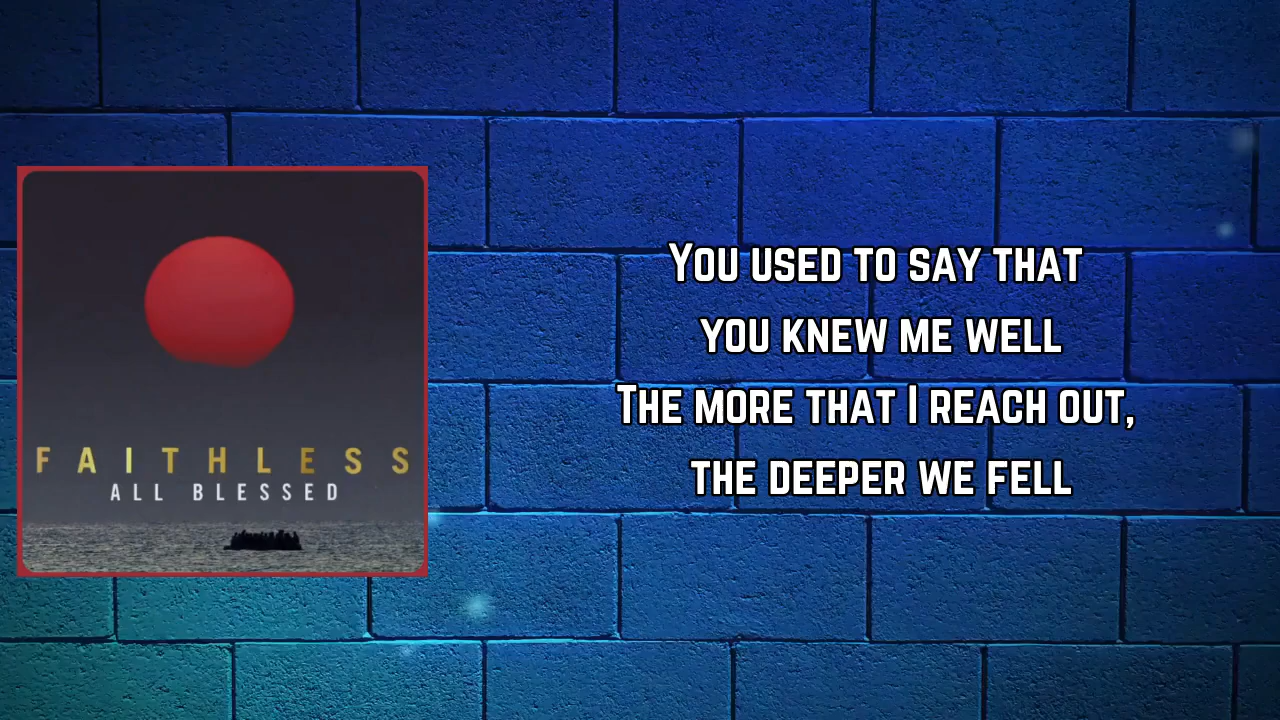 FAITHLESS
ALL BLESSED
You used to say that
you knew me well
The more that I reach out,
the deeper we fell